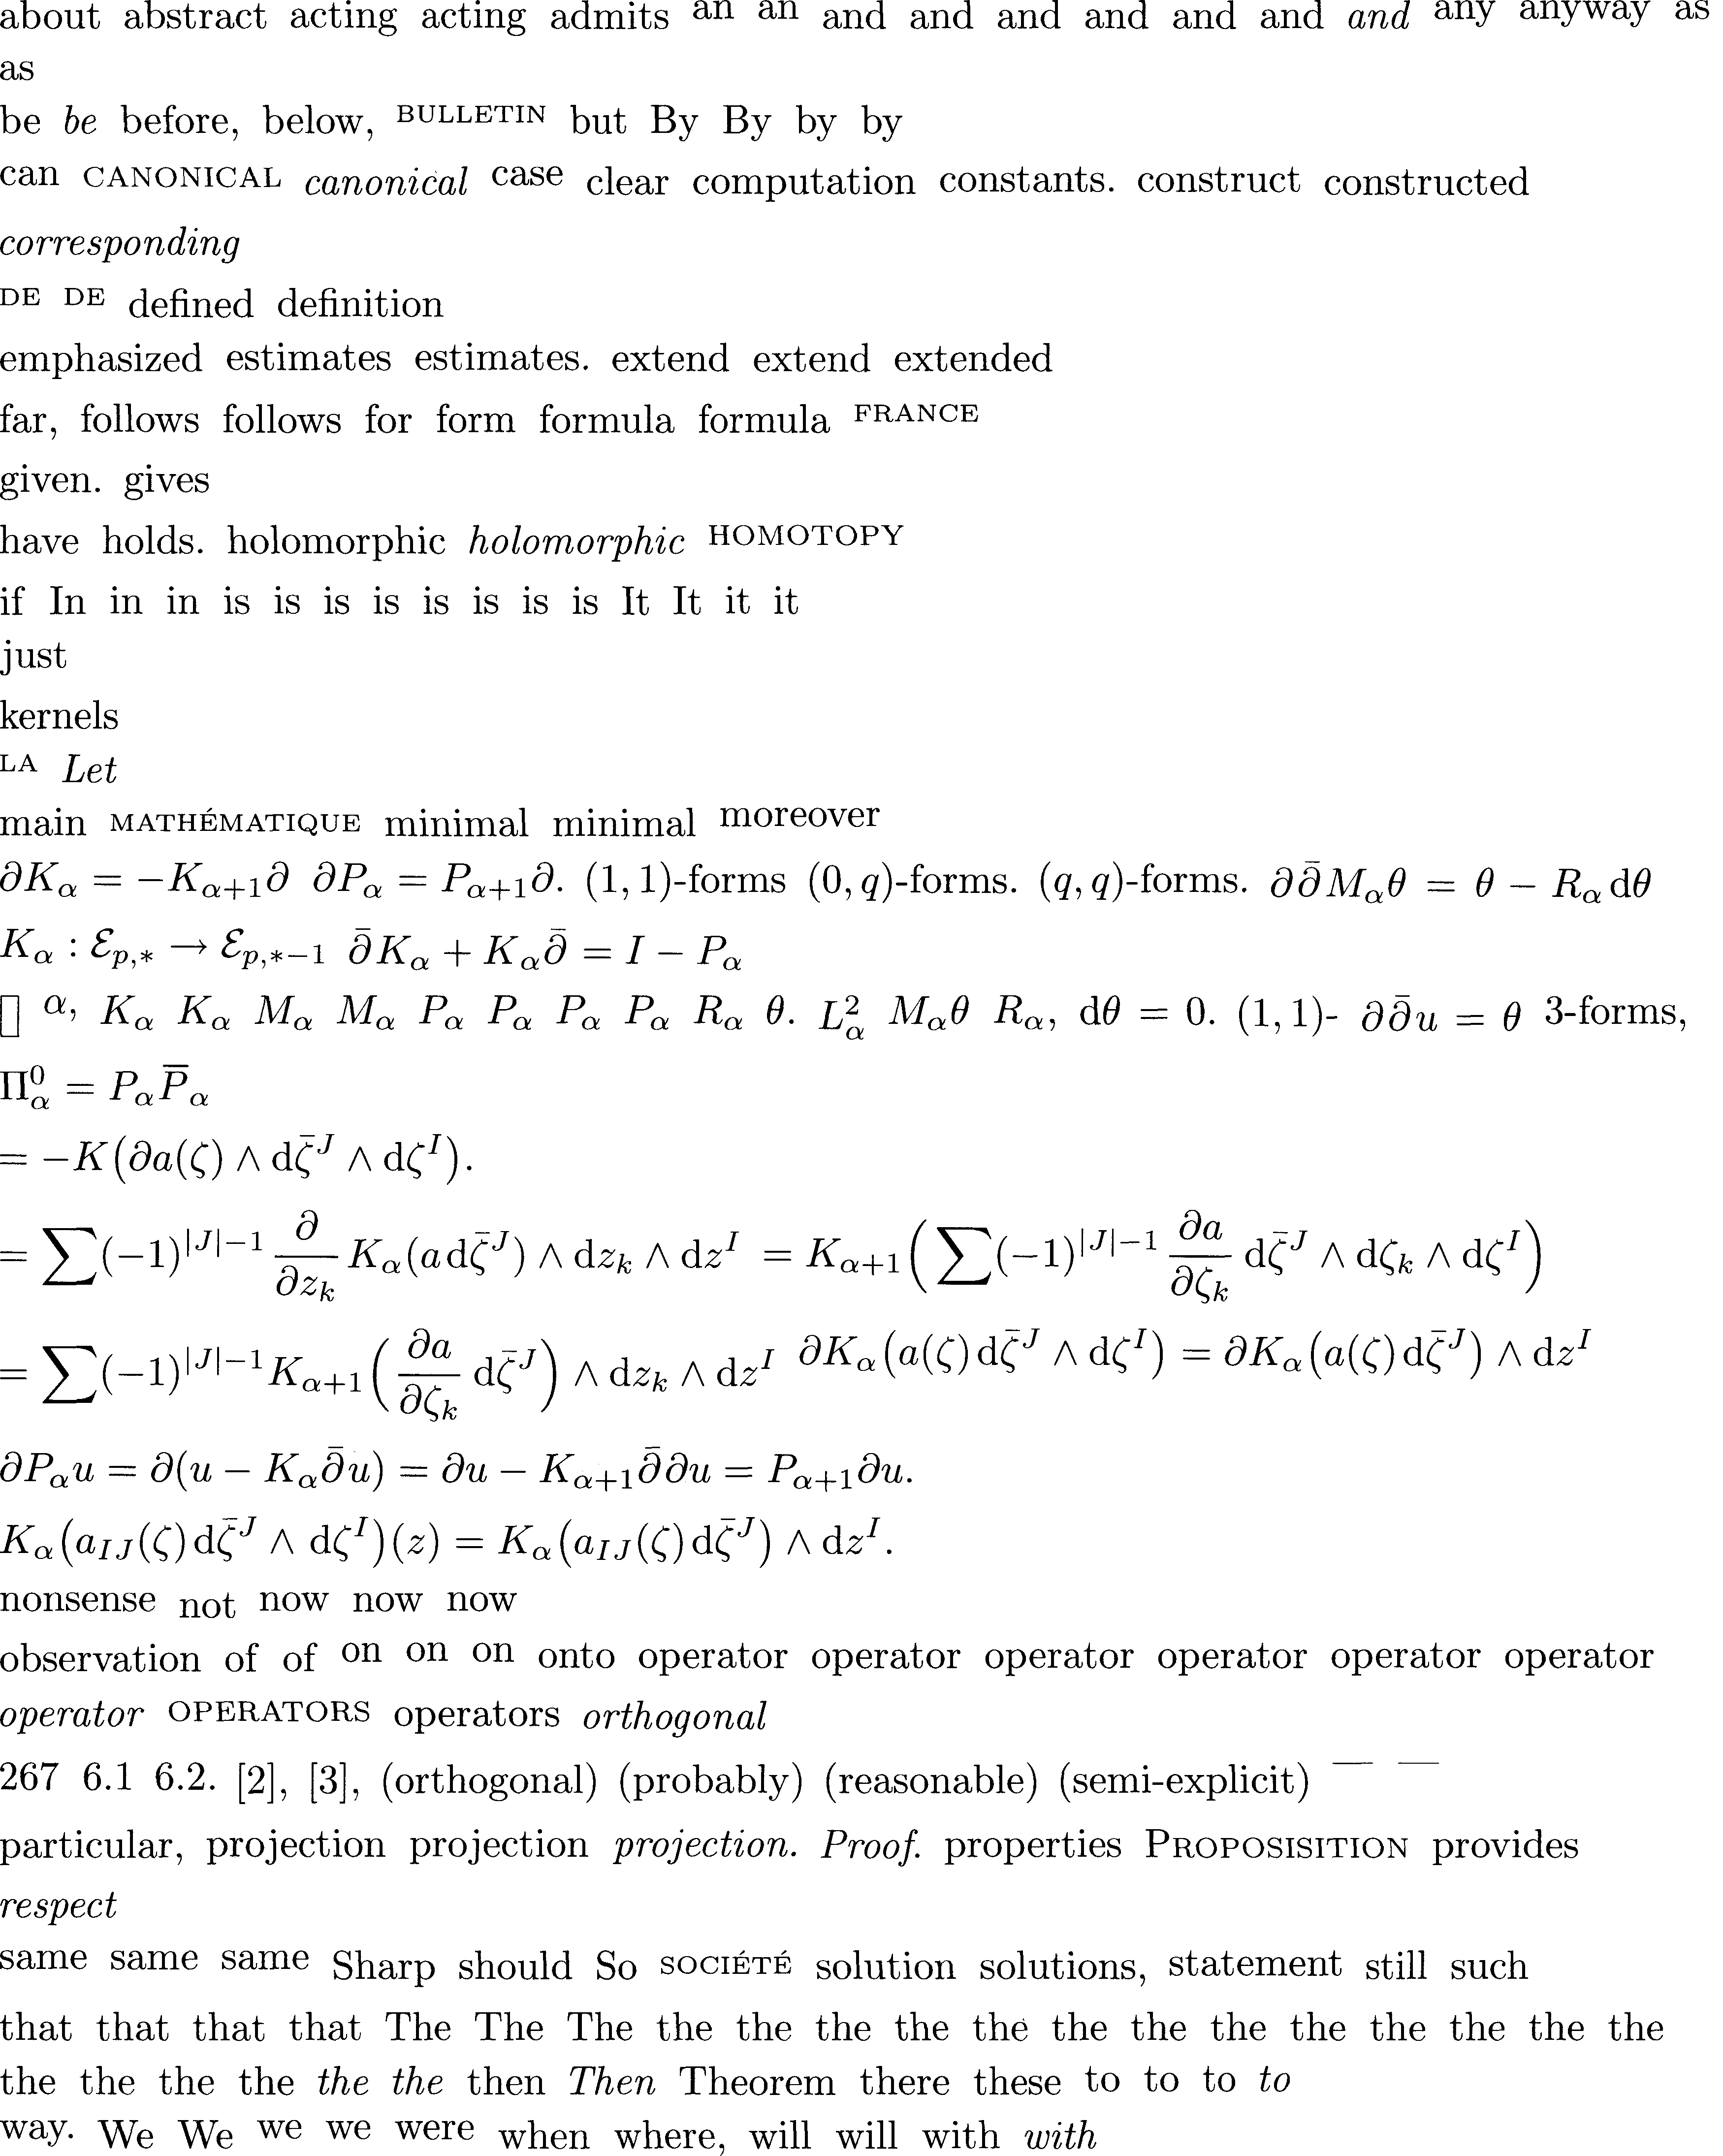 about abstract acting acting admits an an and and and and and and and any anyway as
as
be be before, below, BULLETIN but By By by by
can CANONICAL canonical case clear computation constants. construct constructed
corresponding
DE DE defined definition
emphasized estimates estimates. extend extend extended
far, follows follows for form formula formula FRANCE
given. gives
have holds. holomorphic holomorphic HOMOTOPY
if In in in is is is is is is is is It It it it
just
kernels
LA Let
main MATHÉMATIQUE minimal minimal moreover
∂K_α = −K_{α+1}∂ ∂P_α = P_{α+1}∂. (1, 1)-forms (0, q)-forms. (q, q)-forms. ∂∂̄M_αθ = θ − R_α dθ
K_α : ℰ_{p,∗} → ℰ_{p,∗−1} ∂̄K_α + K_α∂̄ = I − P_α
▯ α, K_α K_α M_α M_α P_α P_α P_α P_α R_α θ. L²_α M_αθ R_α, dθ = 0. (1, 1)- ∂∂̄u = θ 3-forms,
Π⁰_α = P_αP̅_α
= −K(∂a(ζ) ∧ dζ̄^J ∧ dζ^I).
= ∑(−1)^{|J|−1} ∂/∂z_k K_α(a dζ̄^J) ∧ dz_k ∧ dz^I = K_{α+1}(∑(−1)^{|J|−1} ∂a/∂ζ_k dζ̄^J ∧ dζ_k ∧ dζ^I)
= ∑(−1)^{|J|−1}K_{α+1}(∂a/∂ζ_k dζ̄^J) ∧ dz_k ∧ dz^I ∂K_α(a(ζ) dζ̄^J ∧ dζ^I) = ∂K_α(a(ζ) dζ̄^J) ∧ dz^I
∂P_αu = ∂(u − K_α∂̄u) = ∂u − K_{α+1}∂̄∂u = P_{α+1}∂u.
K_α(a_{IJ}(ζ) dζ̄^J ∧ dζ^I)(z) = K_α(a_{IJ}(ζ) dζ̄^J) ∧ dz^I.
nonsense not now now now
observation of of on on on onto operator operator operator operator operator operator
operator OPERATORS operators orthogonal
267 6.1 6.2. [2], [3], (orthogonal) (probably) (reasonable) (semi-explicit) — —
particular, projection projection projection. Proof. properties PROPOSISITION provides
respect
same same same Sharp should So SOCIÉTÉ solution solutions, statement still such
that that that that The The The the the the the the the the the the the the the the
the the the the the the then Then Theorem there these to to to to
way. We We we we were when where, will will with with